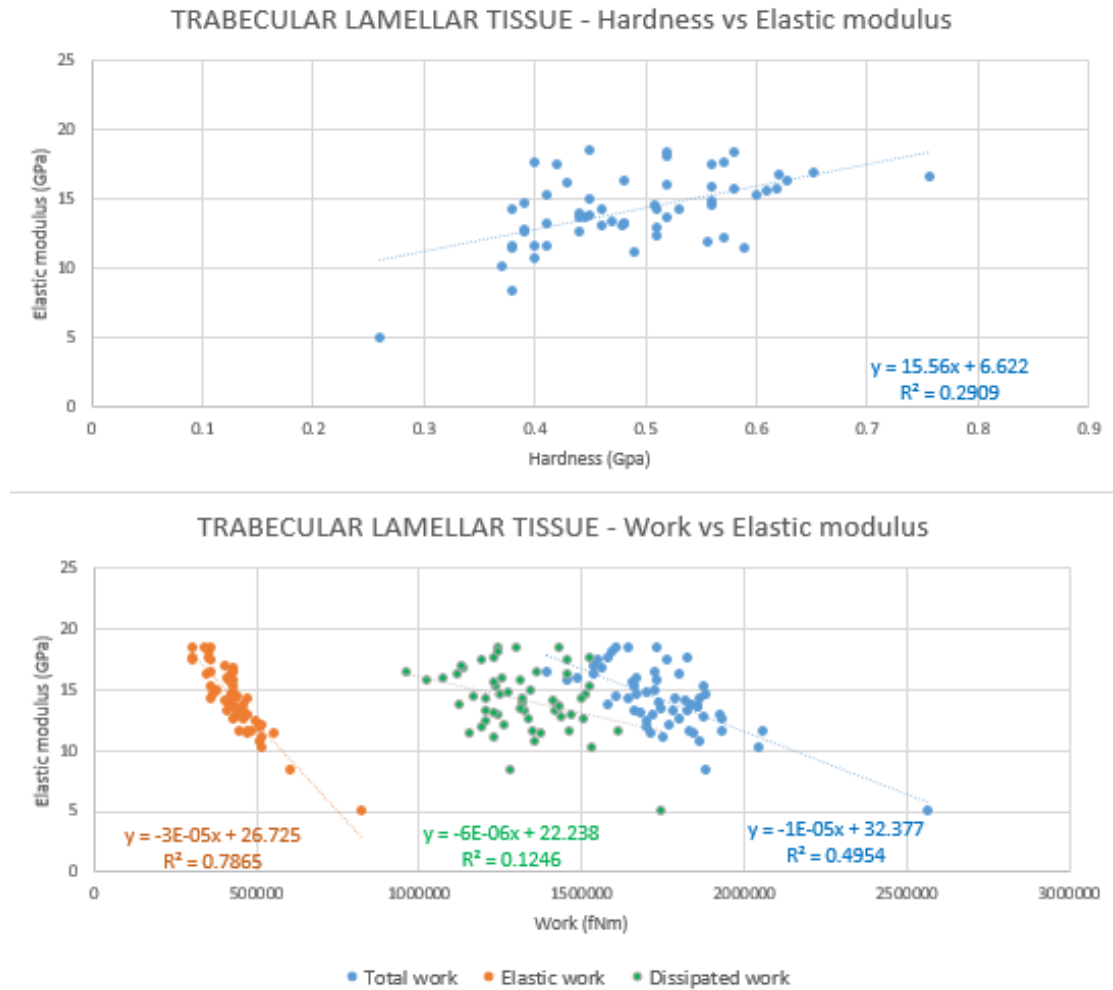 TRABECULAR LAMELLAR TISSUE - Hardness vs Elastic modulus
25
20
15
10
5
0
Elastic modulus (GPa)
y = 15.56x + 6.622
R² = 0.2909
0 0.1 0.2 0.3 0.4 0.5 0.6 0.7 0.8 0.9
Hardness (Gpa)
TRABECULAR LAMELLAR TISSUE - Work vs Elastic modulus
25
20
15
10
5
0
Elastic modulus (GPa)
y = -3E-05x + 26.725
R² = 0.7865
y = -6E-06x + 22.238
R² = 0.1246
y = -1E-05x + 32.377
R² = 0.4954
0 500000 1000000 1500000 2000000 2500000 3000000
Work (fNm)
Total work Elastic work Dissipated work